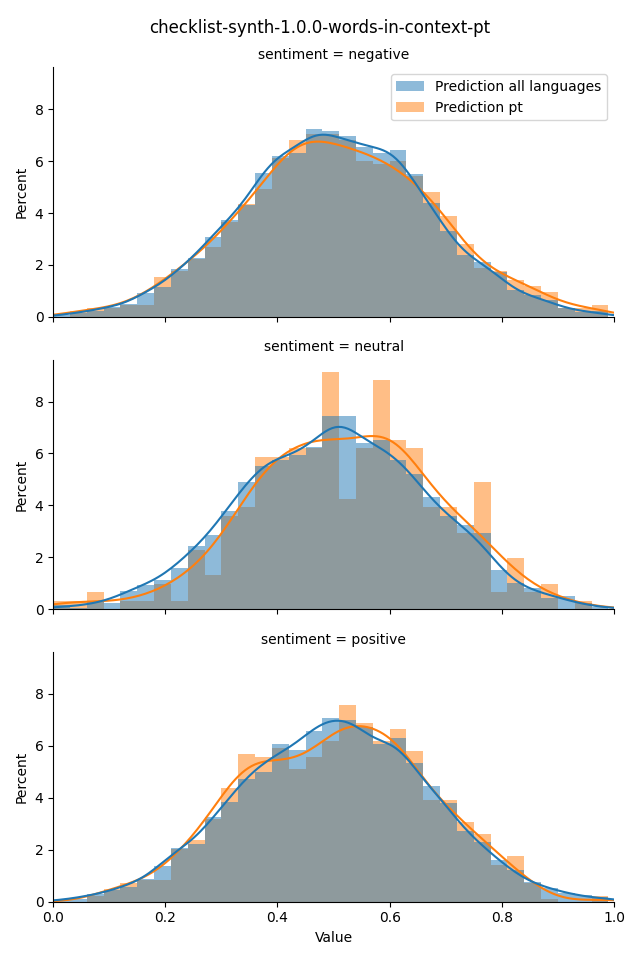 checklist-synth-1.0.0-words-in-context-pt
sentiment = negative
Prediction all languages
Prediction pt
Percent
8
6
4
2
0
sentiment = neutral
Percent
8
6
4
2
0
sentiment = positive
Percent
8
6
4
2
0
0.0 0.2 0.4 0.6 0.8 1.0
Value